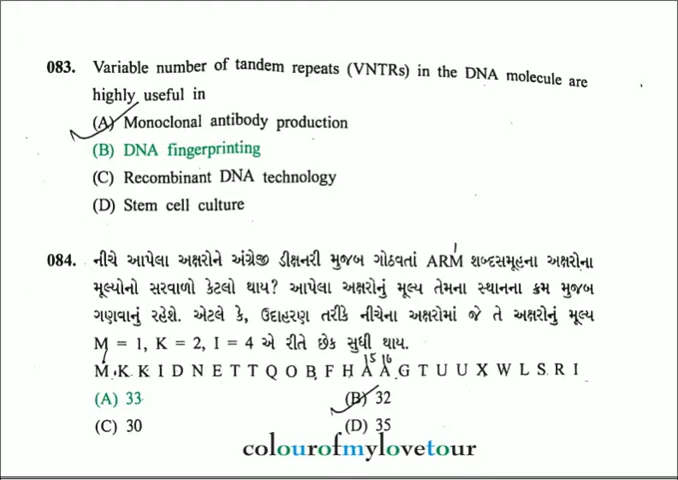 083. Variable number of tandem repeats (VNTRs) in the DNA molecule are
highly useful in
(A) Monoclonal antibody production
(B) DNA fingerprinting
(C) Recombinant DNA technology
(D) Stem cell culture
084. નીચે આપેલા અક્ષરોને અંગ્રેજી ડીક્ષનરી મુજબ ગોઠવતાં ARM શબ્દસમૂહના અક્ષરોના
મૂલ્યોનો સરવાળો કેટલો થાય? આપેલા અક્ષરોનું મૂલ્ય તેમના સ્થાનના ક્રમ મુજબ
ગણવાનું રહેશે. એટલે કે, ઉદાહરણ તરીકે નીચેના અક્ષરોમાં જે તે અક્ષરોનું મૂલ્ય
M = 1, K = 2, I = 4 એ રીતે છેક સુધી થાય.
15 16
M K K I D N E T T Q O B F H A A G T U U X W L S R I
(A) 33 (B) 32
(C) 30 (D) 35
colourofmylovetour